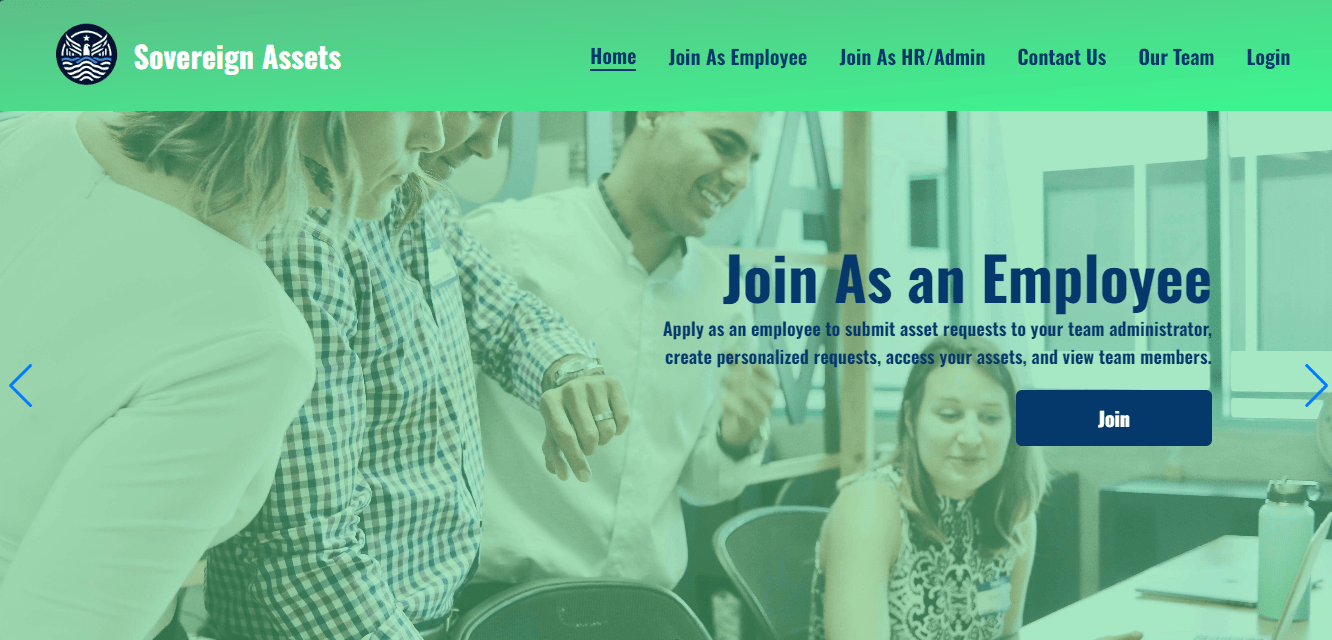 Sovereign Assets
Home Join As Employee Join As HR/Admin Contact Us Our Team Login
Join As an Employee
Apply as an employee to submit asset requests to your team administrator,
create personalized requests, access your assets, and view team members.
Join